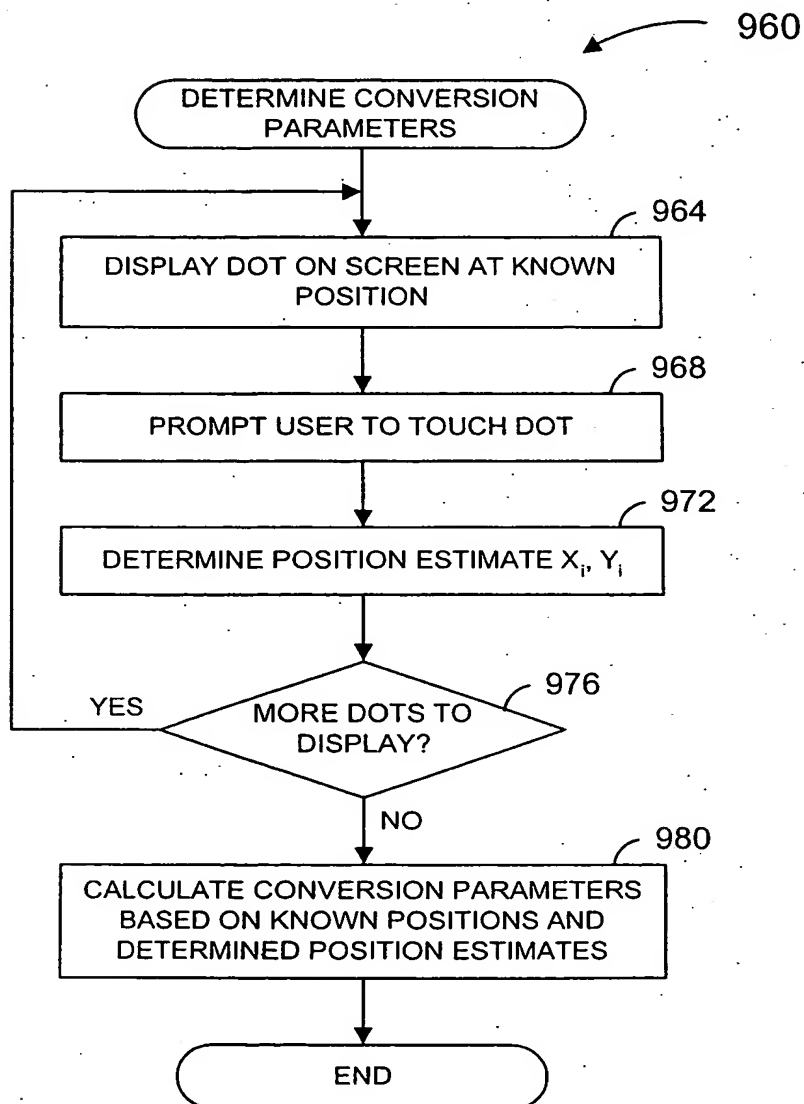 960
DETERMINE CONVERSION
PARAMETERS
964
DISPLAY DOT ON SCREEN AT KNOWN
POSITION
968
PROMPT USER TO TOUCH DOT
972
DETERMINE POSITION ESTIMATE Xi, Yi
976
YES
MORE DOTS TO
DISPLAY?
NO
980
CALCULATE CONVERSION PARAMETERS
BASED ON KNOWN POSITIONS AND
DETERMINED POSITION ESTIMATES
END